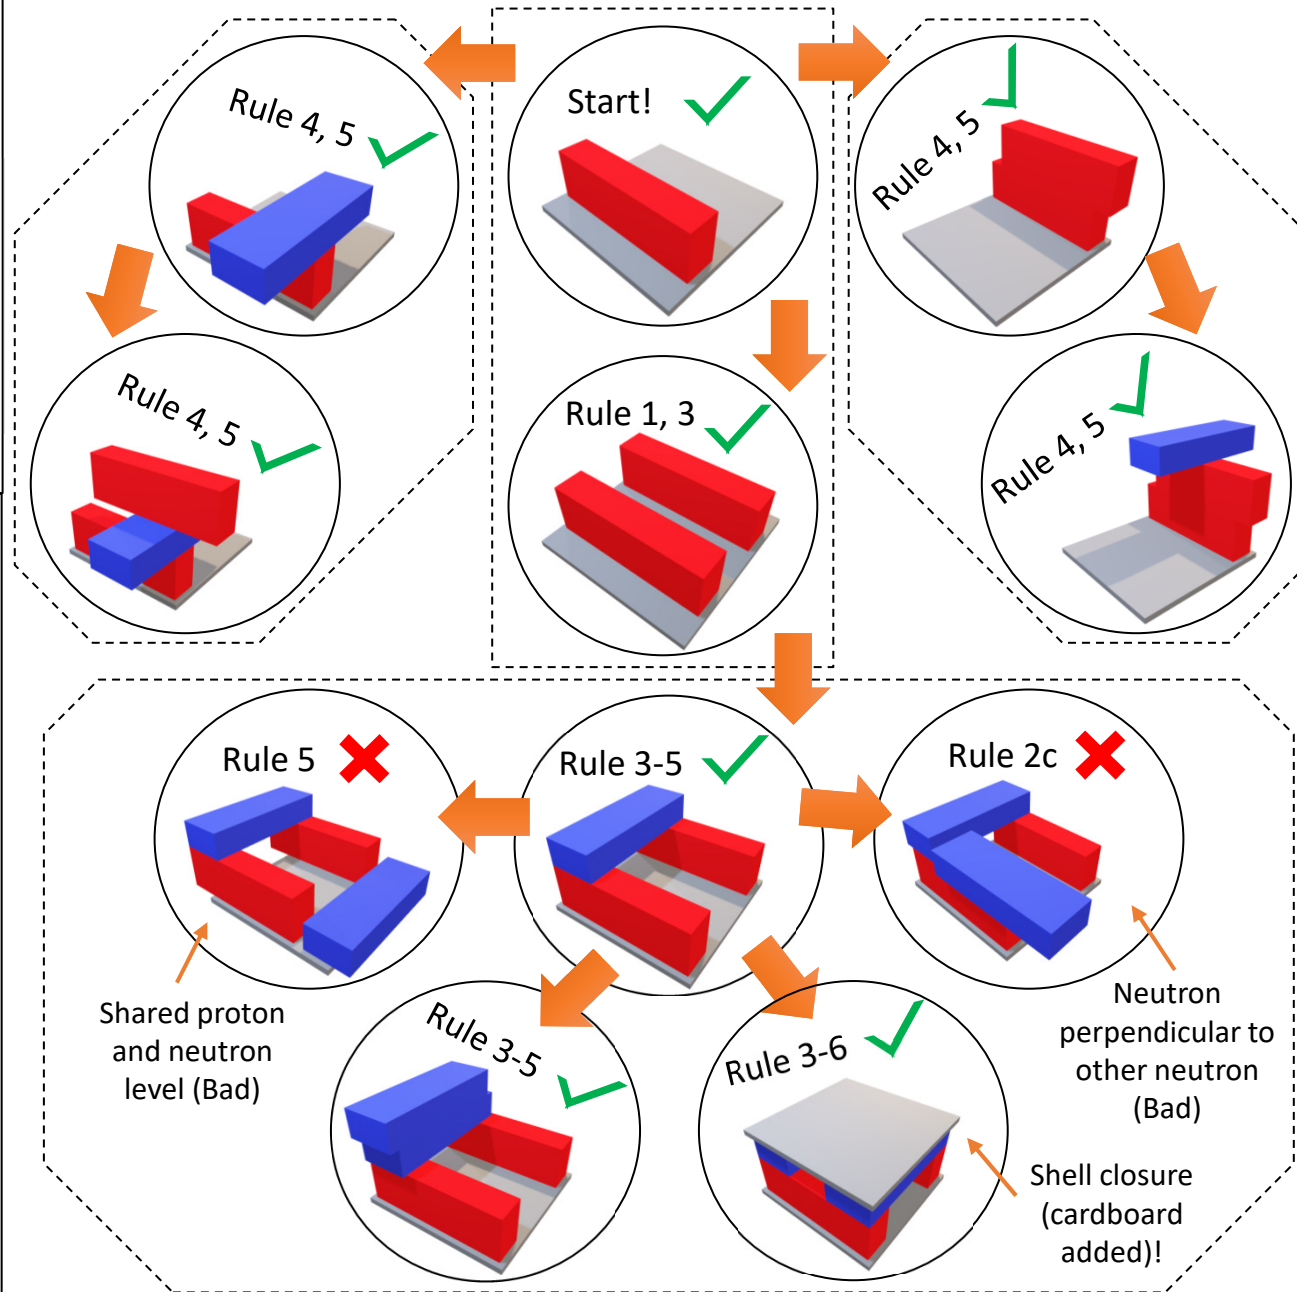 Rule 4, 5
Start!
Rule 4, 5
Rule 4, 5
Rule 1, 3
Rule 4, 5
Rule 5
Rule 3-5
Rule 2c
Shared proton
and neutron
level (Bad)
Rule 3-5
Rule 3-6
Neutron
perpendicular to
other neutron
(Bad)
Shell closure
(cardboard
added)!